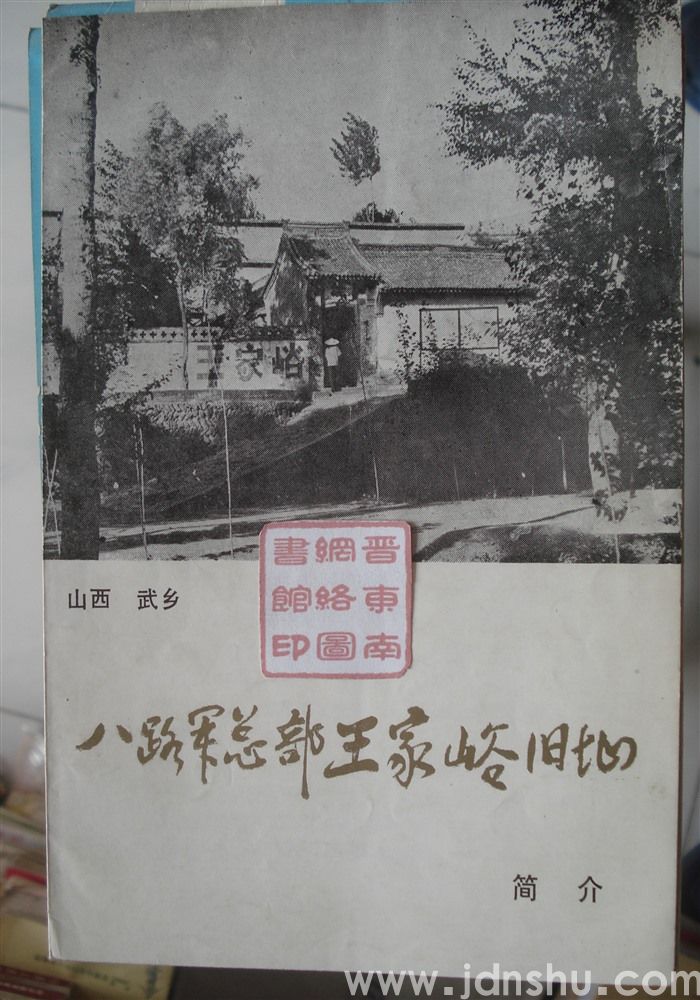 王家峪
山西 武乡
晋東南
網絡圖
書館印
八路军总部王家峪旧址
简 介
www.jdnshu.com